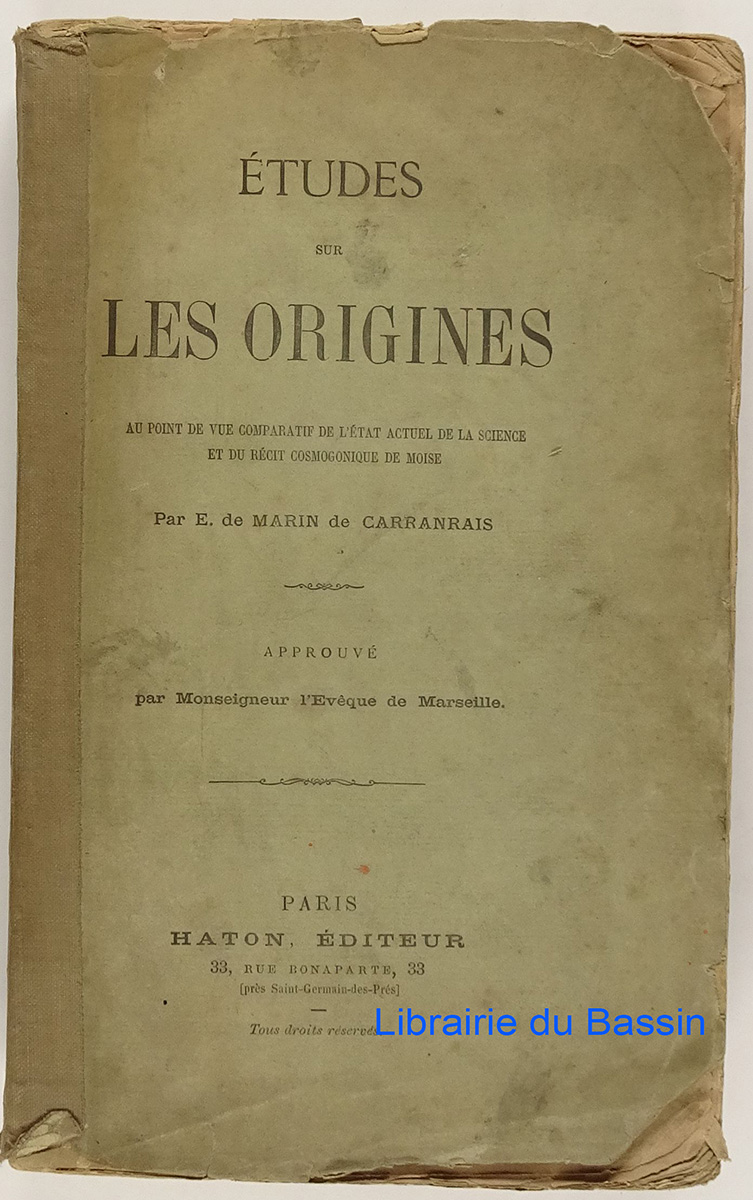 ÉTUDES
SUR
LES ORIGINES
AU POINT DE VUE COMPARATIF DE L'ÉTAT ACTUEL DE LA SCIENCE
ET DU RÉCIT COSMOGONIQUE DE MOISE
Par E. de MARIN de CARRANRAIS
APPROUVÉ
par Monseigneur l'Evêque de Marseille.
PARIS
HATON, ÉDITEUR
33, RUE BONAPARTE, 33
[près Saint-Germain-des-Prés]
Tous droits réservés.
Librairie du Bassin